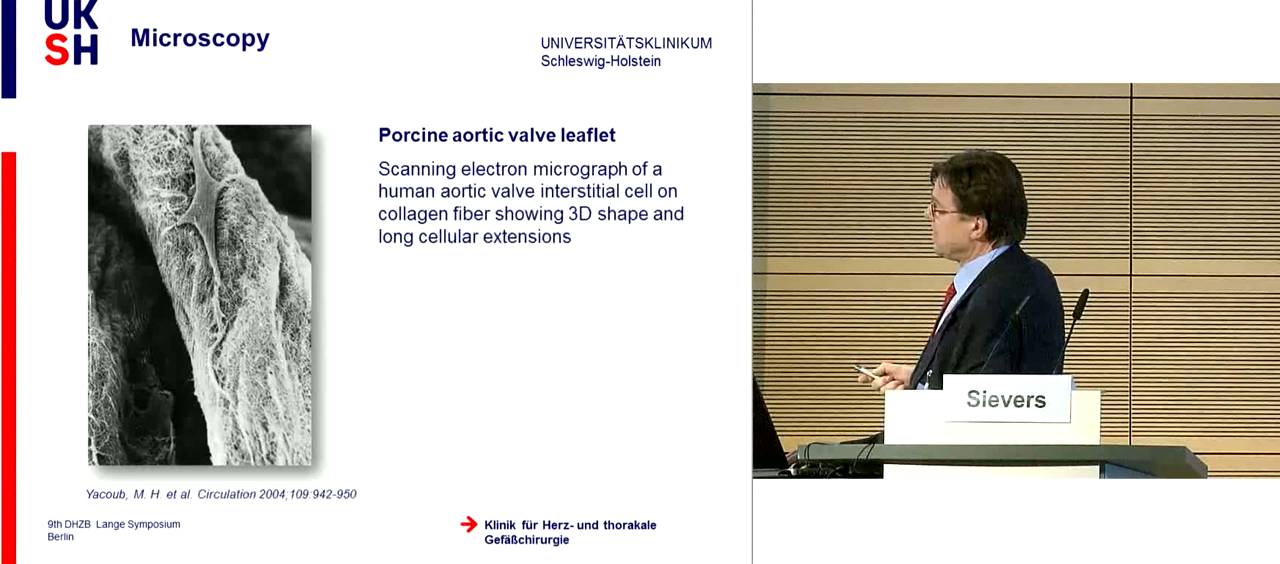 UK
SH
Microscopy
UNIVERSITÄTSKLINIKUM
Schleswig-Holstein
Porcine aortic valve leaflet
Scanning electron micrograph of a
human aortic valve interstitial cell on
collagen fiber showing 3D shape and
long cellular extensions
Yacoub, M. H. et al. Circulation 2004;109:942-950
9th DHZB Lange Symposium
Berlin
Klinik für Herz- und thorakale
Gefäßchirurgie
Sievers